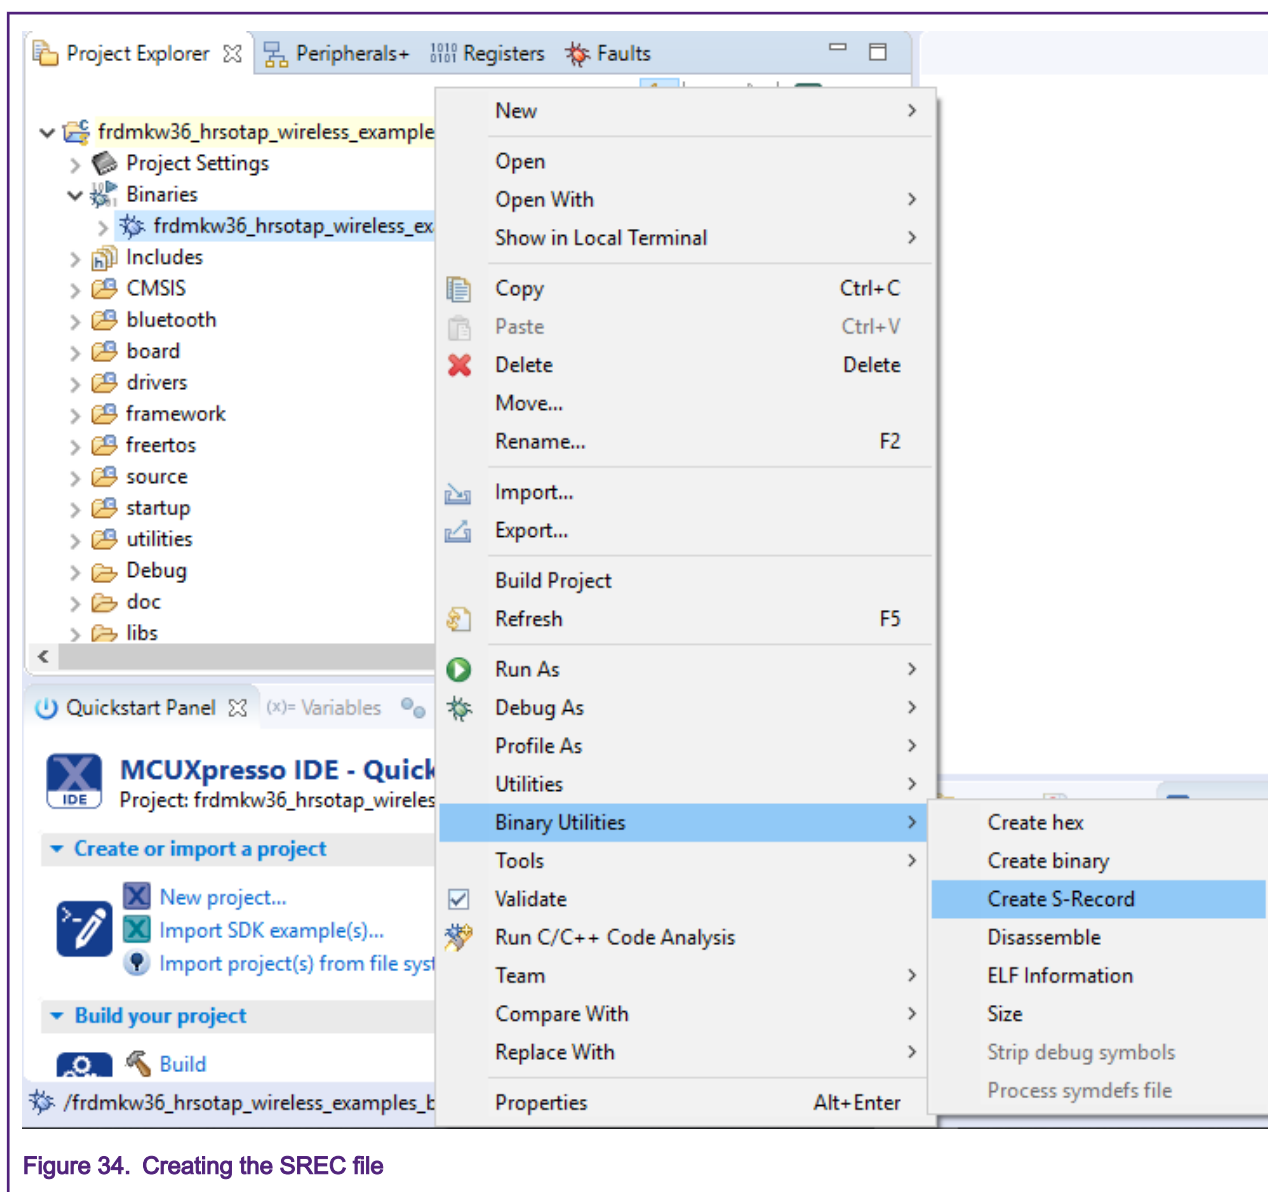 Project Explorer Peripherals+ Registers Faults
frdmkw36_hrsotap_wireless_example
Project Settings
Binaries
frdmkw36_hrsotap_wireless_ex
Includes
CMSIS
bluetooth
board
drivers
framework
freertos
source
startup
utilities
Debug
doc
libs
New
Open
Open With
Show in Local Terminal
Copy Ctrl+C
Paste Ctrl+V
Delete Delete
Move...
Rename... F2
Import...
Export...
Build Project
Refresh F5
Run As
Debug As
Profile As
Utilities
Binary Utilities
Tools
Validate
Run C/C++ Code Analysis
Team
Compare With
Replace With
Properties Alt+Enter
Create hex
Create binary
Create S-Record
Disassemble
ELF Information
Size
Strip debug symbols
Process symdefs file
Quickstart Panel (x)= Variables
MCUXpresso IDE - Quick
IDE
Project: frdmkw36_hrsotap_wireles
Create or import a project
New project...
Import SDK example(s)...
Import project(s) from file syst
Build your project
Build
/frdmkw36_hrsotap_wireless_examples_b
Figure 34. Creating the SREC file